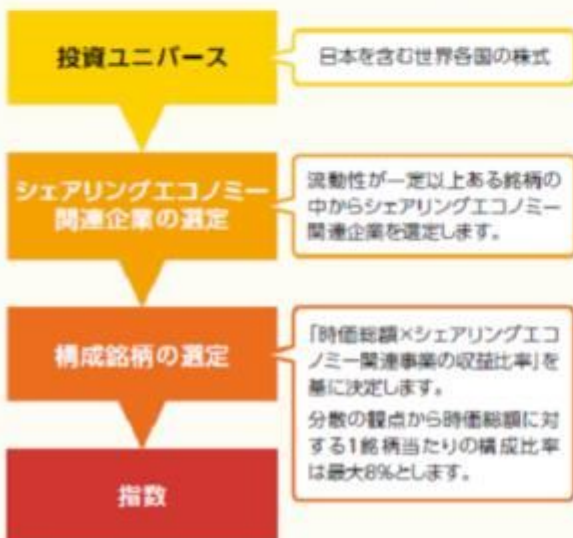 投資ユニバース
日本を含む世界各国の株式
シェアリングエコノミー
関連企業の選定
流動性が一定以上ある銘柄の
中からシェアリングエコノミー
関連企業を選定します。
構成銘柄の選定
「時価総額×シェアリングエコ
ノミー関連事業の収益比率」を
基に決定します。
分散の観点から時価総額に対
する1銘柄当たりの構成比率
は最大8%とします。
指数